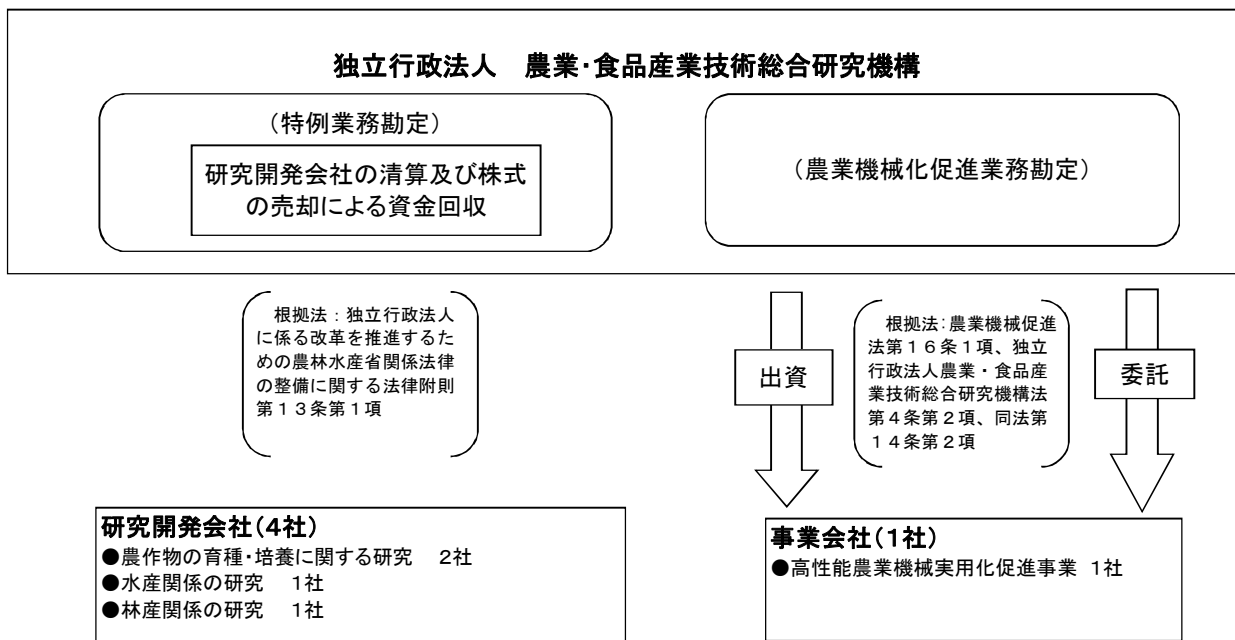 独立行政法人　農業・食品産業技術総合研究機構
（特例業務勘定）
研究開発会社の清算及び株式
の売却による資金回収
（農業機械化促進業務勘定）
根拠法：独立行政法人
に係る改革を推進するた
めの農林水産省関係法律
の整備に関する法律附則
第１３条第１項
出資
根拠法：農業機械促進
法第１６条１項、独立
行政法人農業・食品産
業技術総合研究機構法
第４条第２項、同法第
１４条第２項
委託
研究開発会社（４社）
●農作物の育種・培養に関する研究　２社
●水産関係の研究　１社
●林産関係の研究　１社
事業会社（１社）
●高性能農業機械実用化促進事業 １社